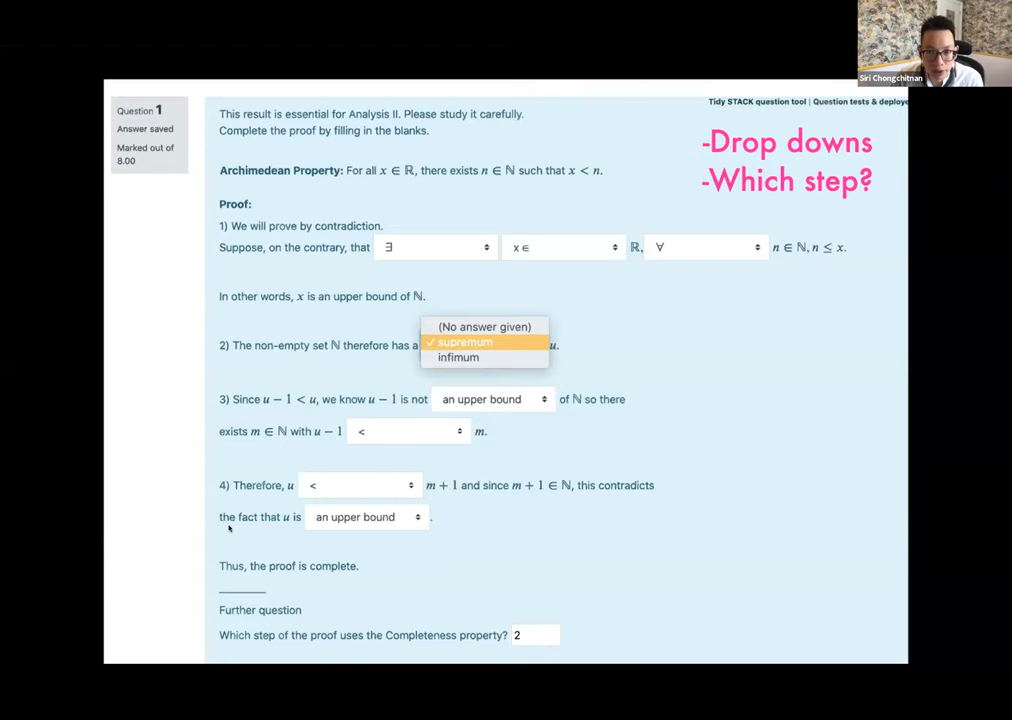 Siri Chongchitnan
Question 1
Answer saved
Marked out of
8.00
Tidy STACK question tool | Question tests & deploye
This result is essential for Analysis II. Please study it carefully.
Complete the proof by filling in the blanks.
-Drop downs
-Which step?
Archimedean Property: For all x ∈ ℝ, there exists n ∈ ℕ such that x < n.
Proof:
1) We will prove by contradiction.
Suppose, on the contrary, that ∃ x ∈ ℝ, ∀ n ∈ ℕ, n ≤ x.
In other words, x is an upper bound of ℕ.
(No answer given)
2) The non-empty set ℕ therefore has a ✓ supremum u.
infimum
3) Since u − 1 < u, we know u − 1 is not an upper bound of ℕ so there
exists m ∈ ℕ with u − 1 < m.
4) Therefore, u < m + 1 and since m + 1 ∈ ℕ, this contradicts
the fact that u is an upper bound .
Thus, the proof is complete.
Further question
Which step of the proof uses the Completeness property? 2